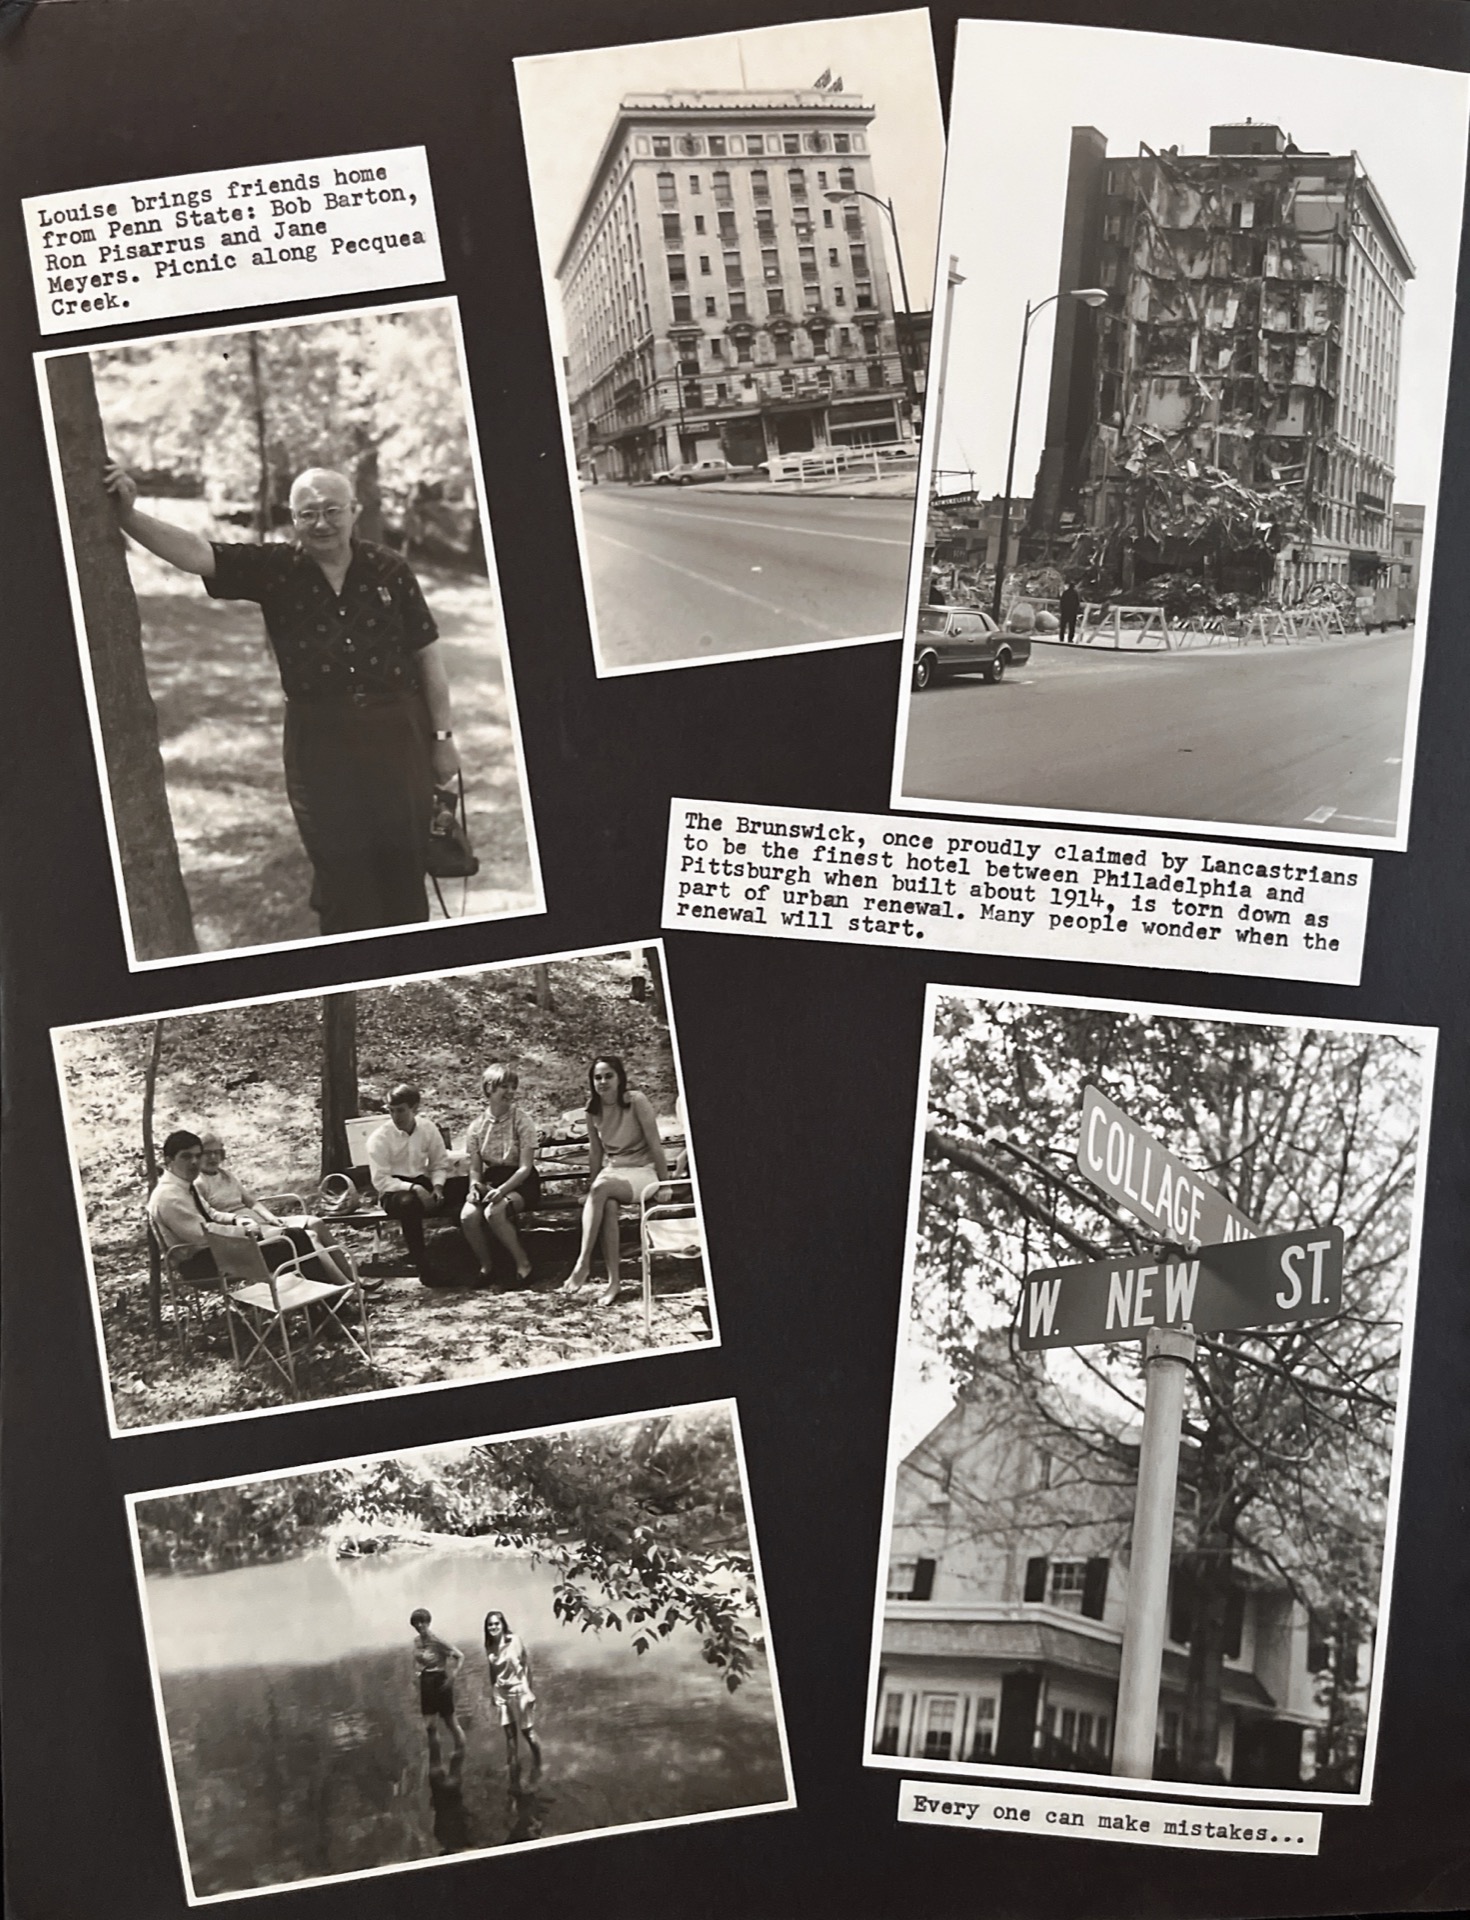 Louise brings friends home
from Penn State: Bob Barton,
Ron Pisarrus and Jane
Meyers. Picnic along Pecquea
Creek.
The Brunswick, once proudly claimed by Lancastrians
to be the finest hotel between Philadelphia and
Pittsburgh when built about 1914, is torn down as
part of urban renewal. Many people wonder when the
renewal will start.
COLLAGE AVE
W. NEW ST.
Every one can make mistakes...